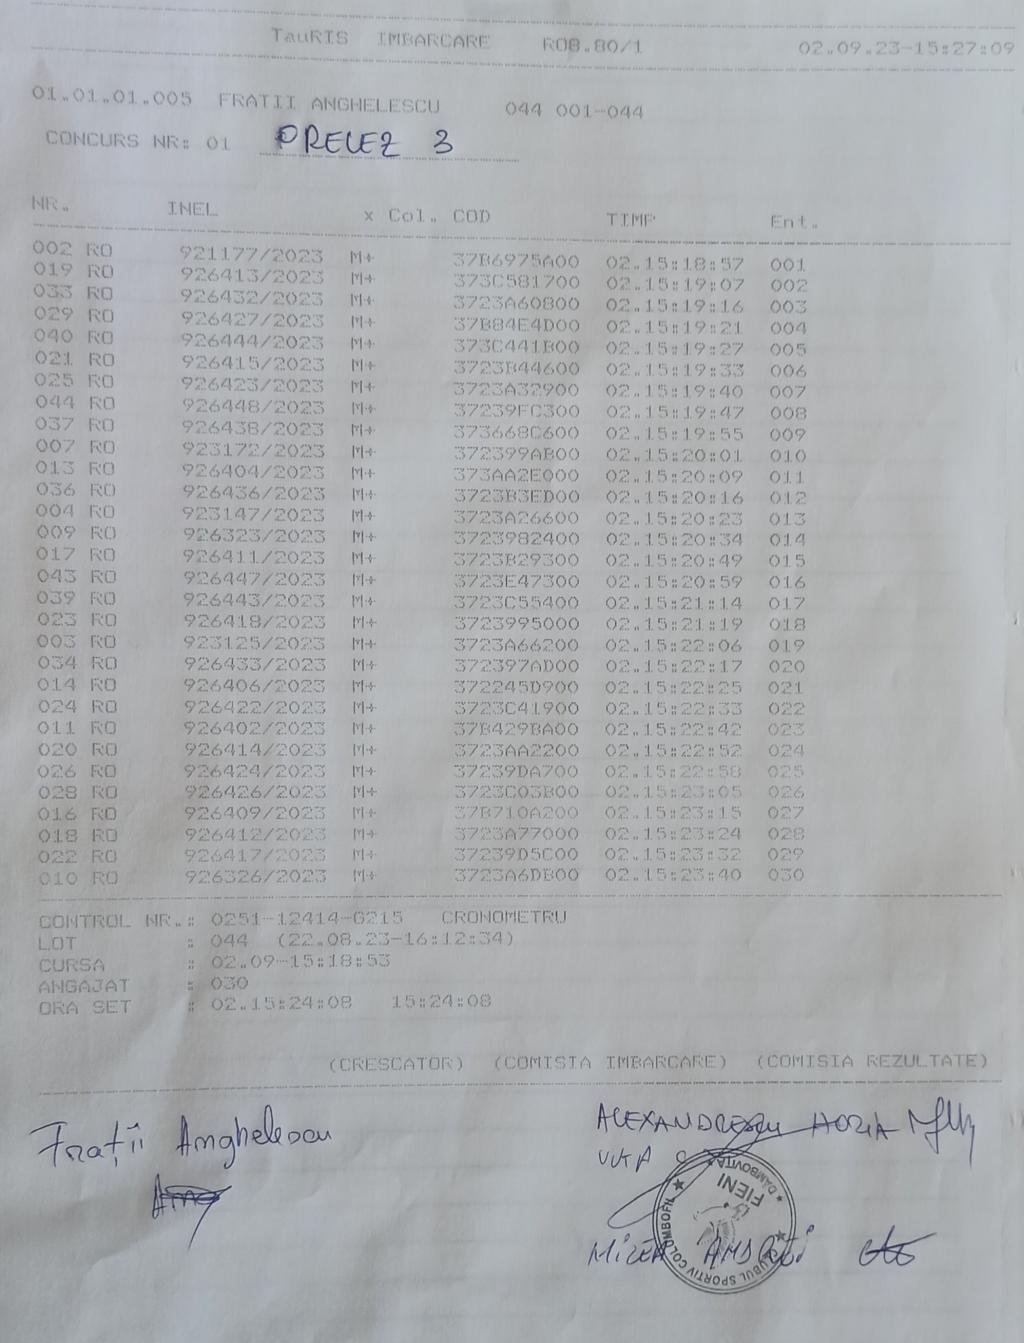 TauRIS IMBARCARE RO8.80/1 02.09.23-15:27:09
01.01.01.005 FRATII ANGHELESCU 044 001-044
CONCURS NR: 01 PRELEZ 3
NR. INEL x Col. COD TIMP Ent.
002 RO 921177/2023 M+ 37B6975A00 02.15:18:57 001
019 RO 926413/2023 M+ 373C581700 02.15:19:07 002
033 RO 926432/2023 M+ 3723A60800 02.15:19:16 003
029 RO 926427/2023 M+ 37B84E4D00 02.15:19:21 004
040 RO 926444/2023 M+ 373C441B00 02.15:19:27 005
021 RO 926415/2023 M+ 3723B44600 02.15:19:33 006
025 RO 926423/2023 M+ 3723A32900 02.15:19:40 007
044 RO 926448/2023 M+ 37239FC300 02.15:19:47 008
037 RO 926438/2023 M+ 373668C600 02.15:19:55 009
007 RO 923172/2023 M+ 372399AB00 02.15:20:01 010
013 RO 926404/2023 M+ 373AA2E000 02.15:20:09 011
036 RO 926436/2023 M+ 3723B3ED00 02.15:20:16 012
004 RO 923147/2023 M+ 3723A26600 02.15:20:23 013
009 RO 926323/2023 M+ 3723982400 02.15:20:34 014
017 RO 926411/2023 M+ 3723B29300 02.15:20:49 015
043 RO 926447/2023 M+ 3723E47300 02.15:20:59 016
039 RO 926443/2023 M+ 3723C55400 02.15:21:14 017
023 RO 926418/2023 M+ 3723995000 02.15:21:19 018
003 RO 923125/2023 M+ 3723A66200 02.15:22:06 019
034 RO 926433/2023 M+ 372397AD00 02.15:22:17 020
014 RO 926406/2023 M+ 372245D900 02.15:22:25 021
024 RO 926422/2023 M+ 3723C41900 02.15:22:33 022
011 RO 926402/2023 M+ 37B429BA00 02.15:22:42 023
020 RO 926414/2023 M+ 3723AA2200 02.15:22:52 024
026 RO 926424/2023 M+ 37239DA700 02.15:22:58 025
028 RO 926426/2023 M+ 3723C03B00 02.15:23:05 026
016 RO 926409/2023 M+ 37B710A200 02.15:23:15 027
018 RO 926412/2023 M+ 3723A77000 02.15:23:24 028
022 RO 926417/2023 M+ 37239D5C00 02.15:23:32 029
010 RO 926326/2023 M+ 3723A6DB00 02.15:23:40 030
CONTROL NR.: 0251-12414-G215 CRONOMETRU
LOT : 044 (22.08.23-16:12:34)
CURSA : 02.09-15:18:53
ANGAJAT : 030
ORA SET : 02.15:24:08 15:24:08
(CRESCATOR) (COMISIA IMBARCARE) (COMISIA REZULTATE)
Frații Anghelescu
ALEXANDRESCU HORIA
MIREA ANDREI
CLUBUL SPORTIV COLUMBOFIL
FIENI
DAMBOVITA